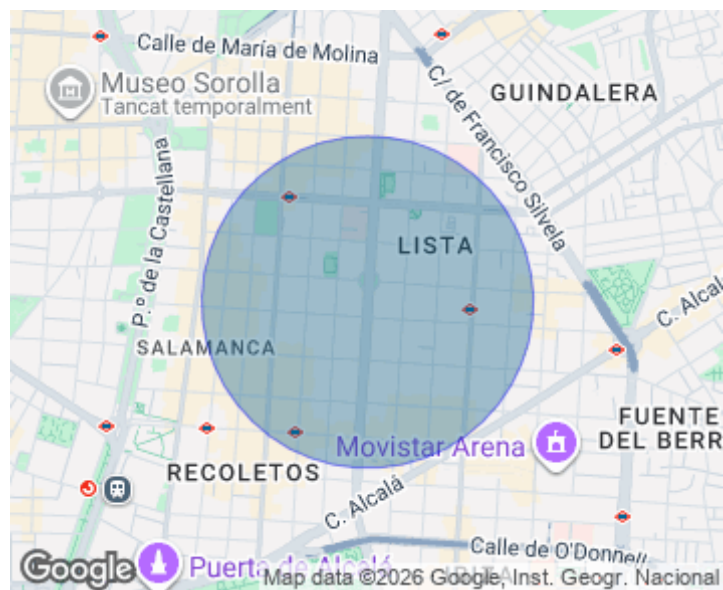 Calle de María de Molina
Museo Sorolla
Tancat temporalment
GUINDALERA
C/ de Francisco Silvela
P.º de la Castellana
LISTA
C. Alcal
SALAMANCA
FUENTE
DEL BERR
Movistar Arena
RECOLETOS
C. Alcalá
Calle de O'Donnell
Puerta de Alcalá
Google
Map data ©2026 Google, Inst. Geogr. Nacional